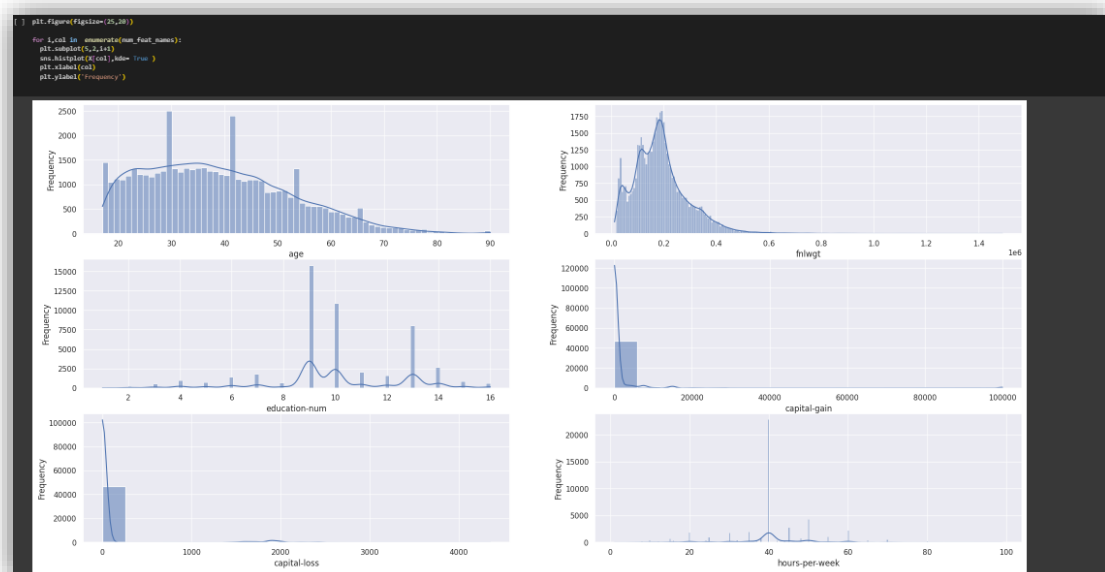 [ ] plt.figure(figsize=(25,20))
for i,col in enumerate(num_feat_names):
plt.subplot(5,2,i+1)
sns.histplot(X[col],kde= True )
plt.xlabel(col)
plt.ylabel("Frequency")
2500
2000
1500
1000
500
0
Frequency
20 30 40 50 60 70 80 90
age
1750
1500
1250
1000
750
500
250
0
Frequency
0.0 0.2 0.4 0.6 0.8 1.0 1.2 1.4
1e6
fnlwgt
15000
12500
10000
7500
5000
2500
0
Frequency
2 4 6 8 10 12 14 16
education-num
120000
100000
80000
60000
40000
20000
0
Frequency
0 20000 40000 60000 80000 100000
capital-gain
100000
80000
60000
40000
20000
0
Frequency
0 1000 2000 3000 4000
capital-loss
20000
15000
10000
5000
0
Frequency
0 20 40 60 80 100
hours-per-week